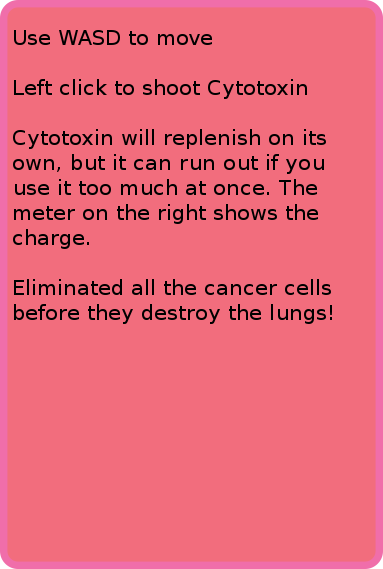 Use WASD to move
Left click to shoot Cytotoxin
Cytotoxin will replenish on its
own, but it can run out if you
use it too much at once. The
meter on the right shows the
charge.
Eliminated all the cancer cells
before they destroy the lungs!